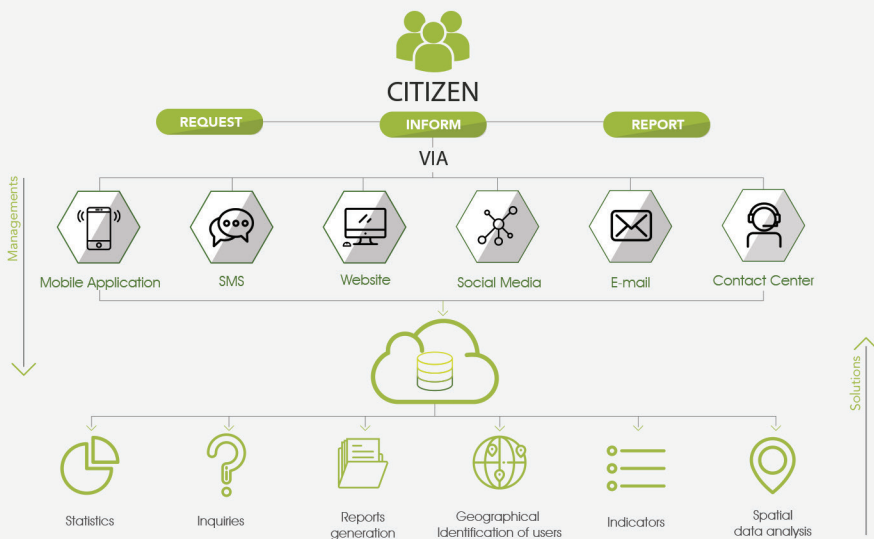 CITIZEN
REQUEST
INFORM
REPORT
VIA
Managements
Mobile Application
SMS
Website
Social Media
E-mail
Contact Center
Solutions
Statistics
Inquiries
Reports
generation
Geographical
Identification of users
Indicators
Spatial
data analysis